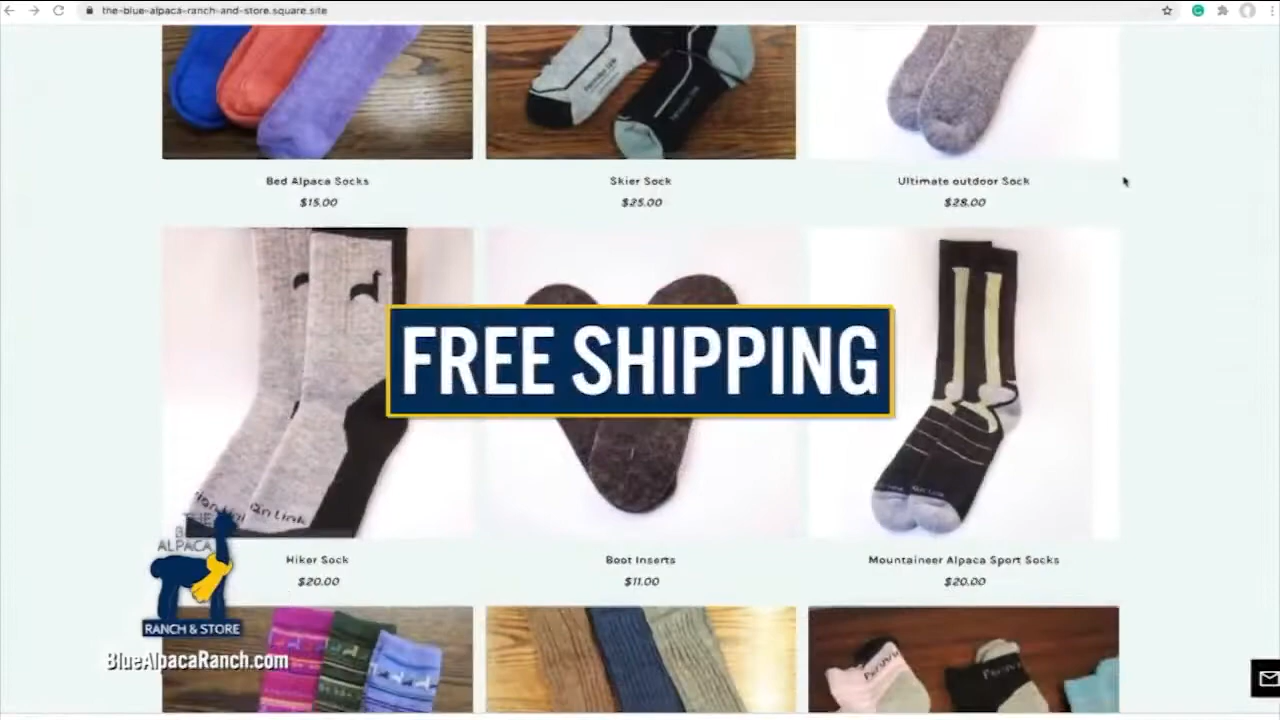 the-blue-alpaca-ranch-and-store.square.site
Bed Alpaca Socks
$15.00
Skier Sock
$25.00
Ultimate outdoor Sock
$28.00
FREE SHIPPING
Hiker Sock
$20.00
Boot Inserts
$11.00
Mountaineer Alpaca Sport Socks
$20.00
THE
ALPACA
RANCH & STORE
BlueAlpacaRanch.com